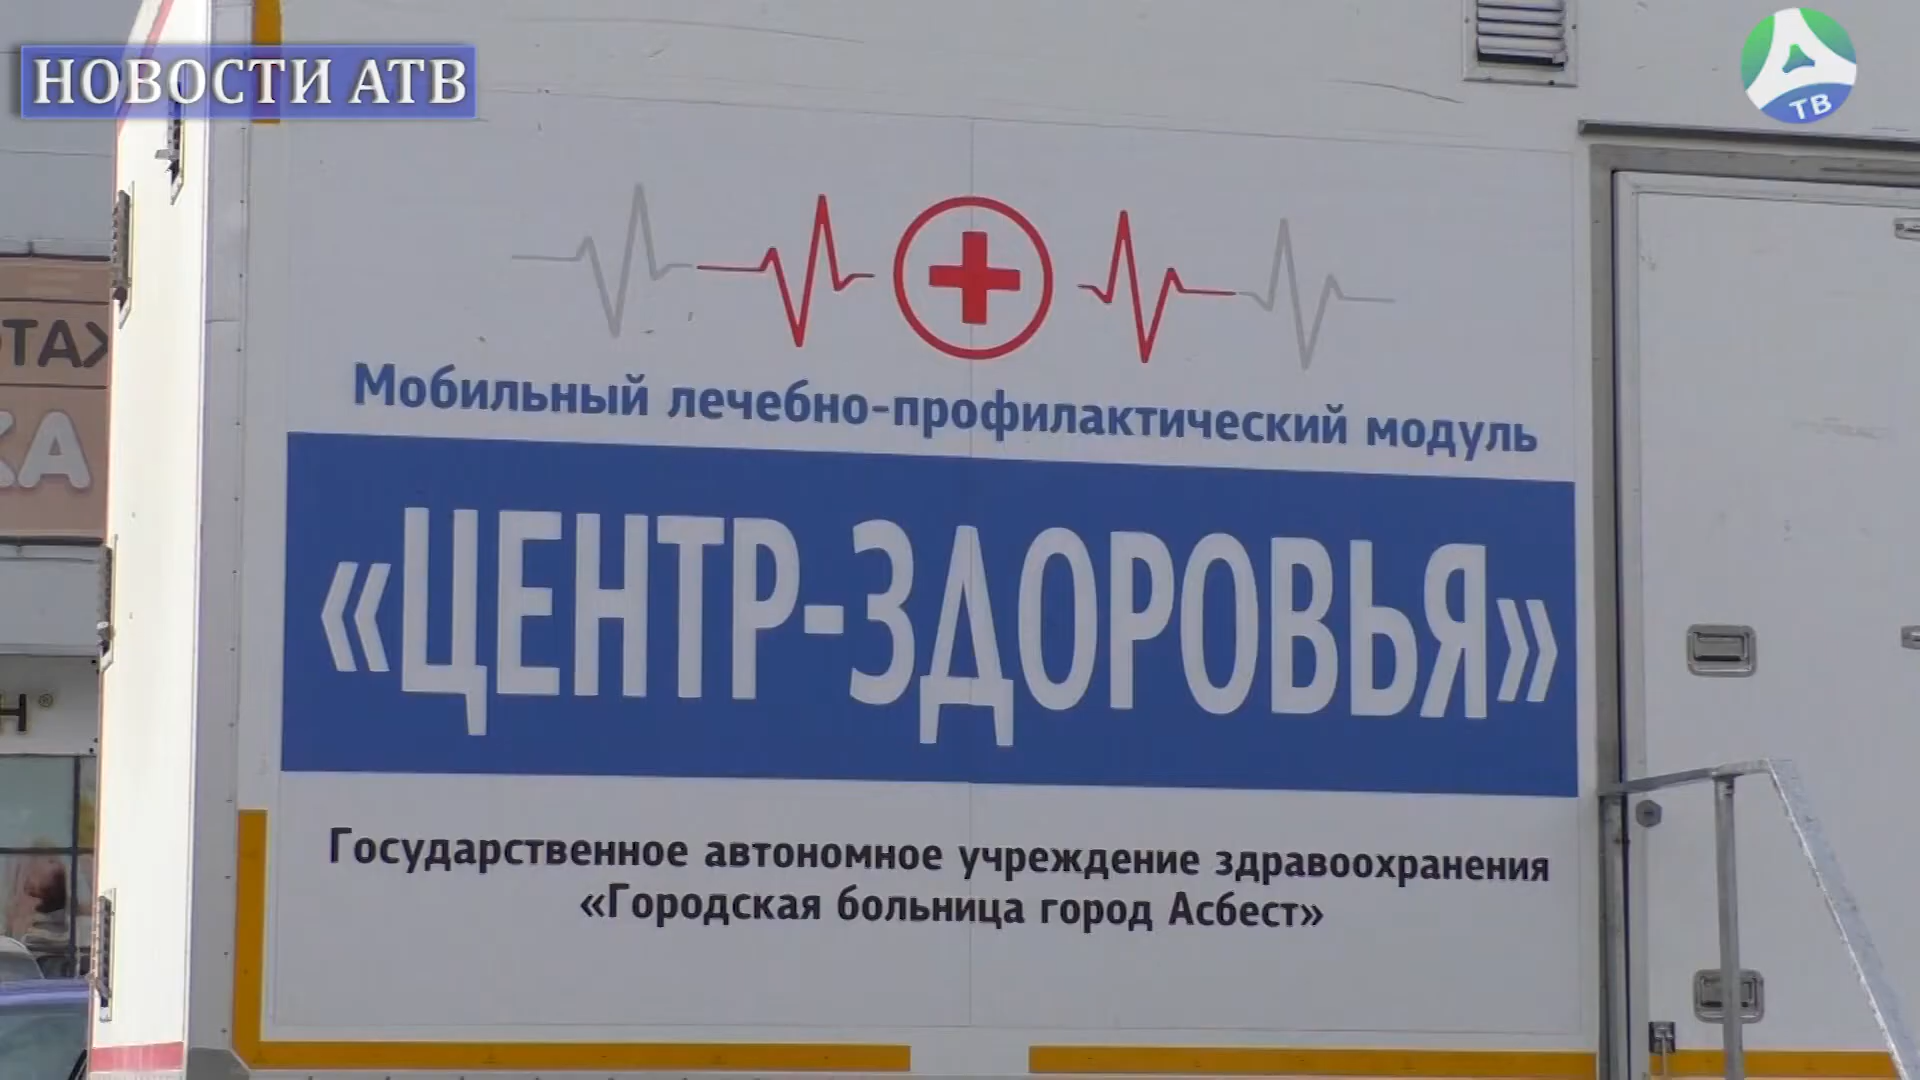 НОВОСТИ АТВ
ТВ
Мобильный лечебно-профилактический модуль
«ЦЕНТР-ЗДОРОВЬЯ»
Государственное автономное учреждение здравоохранения
«Городская больница город Асбест»